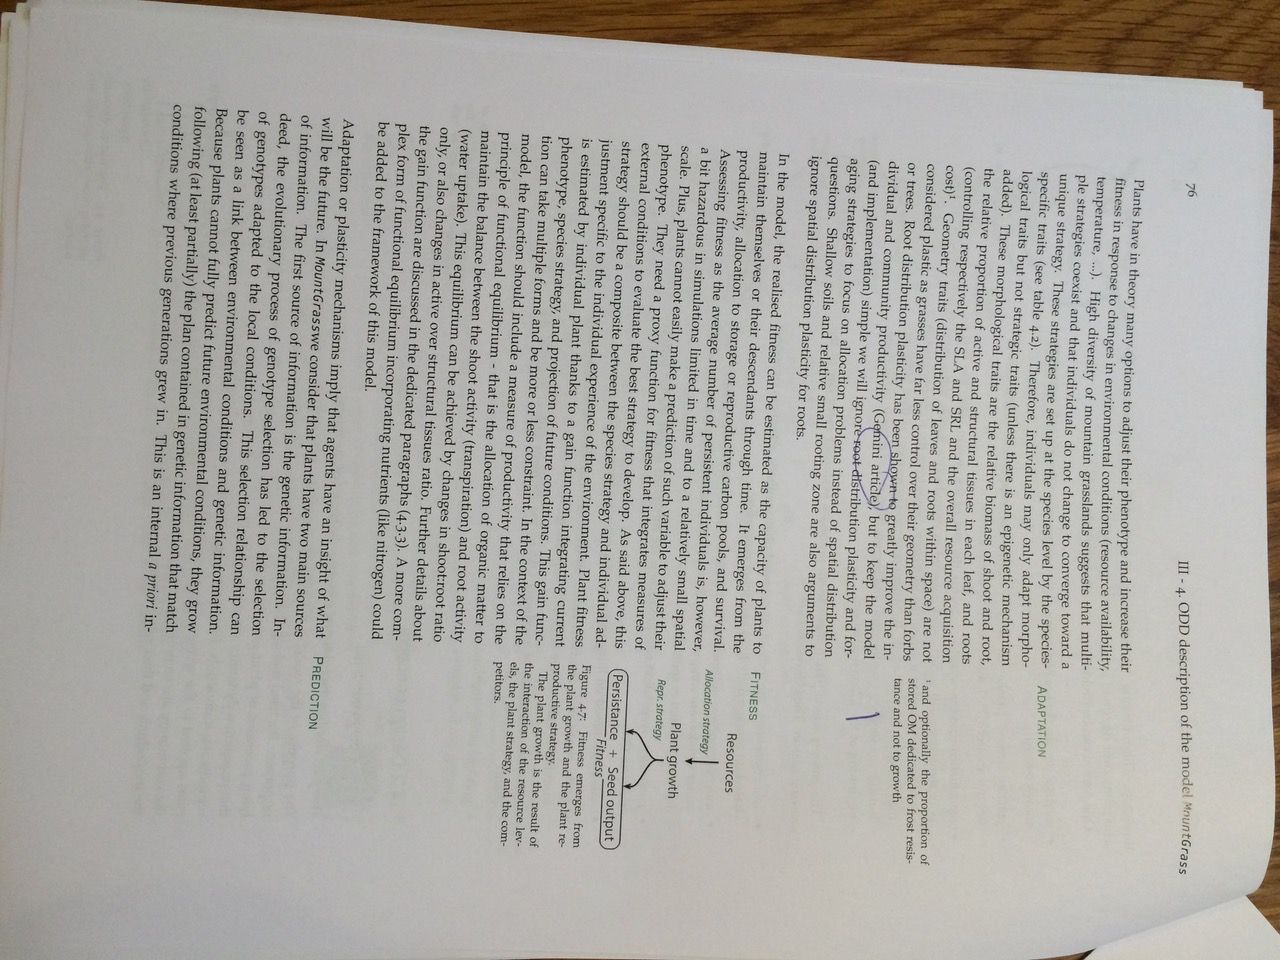 76
III - 4. ODD description of the model MountGrass
Plants have in theory many options to adjust their phenotype and increase their
fitness in response to changes in environmental conditions (resource availability,
temperature, ...). High diversity of mountain grasslands suggests that multi-
ple strategies coexist and that individuals do not change to converge toward a
unique strategy. These strategies are set up at the species level by the species-
specific traits (see table 4.2). Therefore, individuals may only adapt morpho-
logical traits but not strategic traits (unless there is an epigenetic mechanism
added). These morphological traits are the relative biomass of shoot and root,
the relative proportion of active and structural tissues in each leaf, and roots
(controlling respectively the SLA and SRL and the overall resource acquisition
cost)¹. Geometry traits (distribution of leaves and roots within space) are not
considered plastic as grasses have far less control over their geometry than forbs
or trees. Root distribution plasticity has been shown to greatly improve the in-
dividual and community productivity (Gemini article), but to keep the model
(and implementation) simple we will ignore root distribution plasticity and for-
aging strategies to focus on allocation problems instead of spatial distribution
questions. Shallow soils and relative small rooting zone are also arguments to
ignore spatial distribution plasticity for roots.
ADAPTATION
¹ and optionally the proportion of
stored OM dedicated to frost resis-
tance and not to growth
In the model, the realised fitness can be estimated as the capacity of plants to
maintain themselves or their descendants through time. It emerges from the
productivity, allocation to storage or reproductive carbon pools, and survival.
Assessing fitness as the average number of persistent individuals is, however,
a bit hazardous in simulations limited in time and to a relatively small spatial
scale. Plus, plants cannot easily make a prediction of such variable to adjust their
phenotype. They need a proxy function for fitness that integrates measures of
external conditions to evaluate the best strategy to develop. As said above, this
strategy should be a composite between the species strategy and individual ad-
justment specific to the individual experience of the environment. Plant fitness
is estimated by individual plant thanks to a gain function integrating current
phenotype, species strategy, and projection of future conditions. This gain func-
tion can take multiple forms and be more or less constraint. In the context of the
model, the function should include a measure of productivity that relies on the
principle of functional equilibrium - that is the allocation of organic matter to
maintain the balance between the shoot activity (transpiration) and root activity
(water uptake). This equilibrium can be achieved by changes in shoot:root ratio
only, or also changes in active over structural tissues ratio. Further details about
the gain function are discussed in the dedicated paragraphs (4.3.3). A more com-
plex form of functional equilibrium incorporating nutrients (like nitrogen) could
be added to the framework of this model.
FITNESS
Resources
Allocation strategy
Plant growth
Repr. strategy
Persistance + Seed output
Fitness
Figure 4.7: Fitness emerges from
the plant growth and the plant re-
productive strategy.
The plant growth is the result of
the interaction of the resource lev-
els, the plant strategy, and the com-
petitors.
Adaptation or plasticity mechanisms imply that agents have an insight of what
will be the future. In MountGrasswe consider that plants have two main sources
of information. The first source of information is the genetic information. In-
deed, the evolutionary process of genotype selection has led to the selection
of genotypes adapted to the local conditions. This selection relationship can
be seen as a link between environmental conditions and genetic information.
Because plants cannot fully predict future environmental conditions, they grow
following (at least partially) the plan contained in genetic information that match
conditions where previous generations grew in. This is an internal a priori in-
PREDICTION